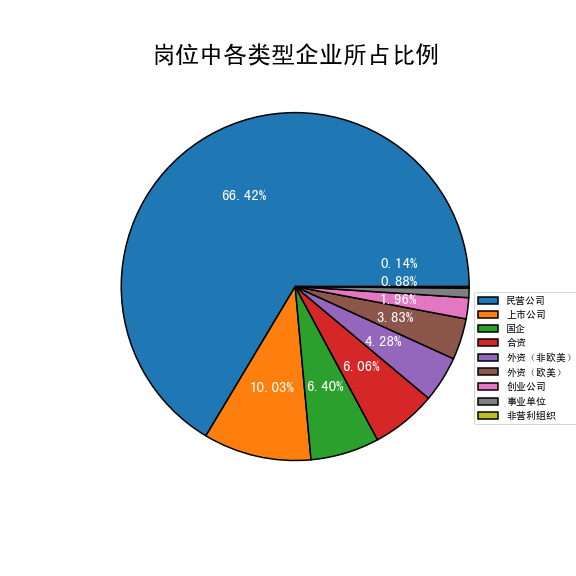 岗位中各类型企业所占比例
66.42%
0.14%
0.88%
1.96%
3.83%
4.28%
6.06%
6.40%
10.03%
民营公司
上市公司
国企
合资
外资（非欧美）
外资（欧美）
创业公司
事业单位
非营利组织